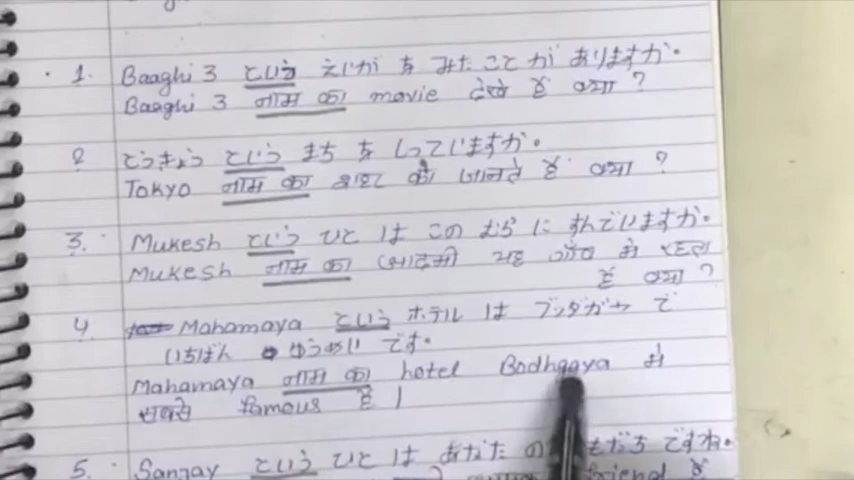 1. Baaghi 3 という えいが を みた ことが ありますか。
Baaghi 3 नाम का movie देखे हैं क्या ?
2 とうきょう という まち を しっていますか。
Tokyo नाम का शहर को जानते हैं क्या ?
3. Mukesh という ひと は この むら に すんでいますか。
Mukesh नाम का आदमी यह गाँव में रहता
है क्या ?
4 Mahamaya という ホテル は ブッダガヤ で
いちばん ゆうめい です。
Mahamaya नाम का hotel Bodhgaya में
सबसे famous है |
5. Sanjay という ひと は あなた の もだち ですね。
friend है